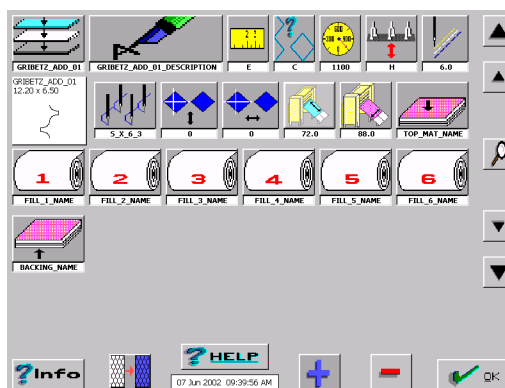 GRIBETZ_ADD_01
GRIBETZ_ADD_01_DESCRIPTION
E
C
1100
H
6.0
GRIBETZ_ADD_01
12.20 x 6.50
5_X_6_3
0
0
72.0
88.0
TOP_MAT_NAME
1
2
3
4
5
6
FILL_1_NAME
FILL_2_NAME
FILL_3_NAME
FILL_4_NAME
FILL_5_NAME
FILL_6_NAME
BACKING_NAME
?Info
?HELP
07 Jun 2002 09:39:56 AM
OK